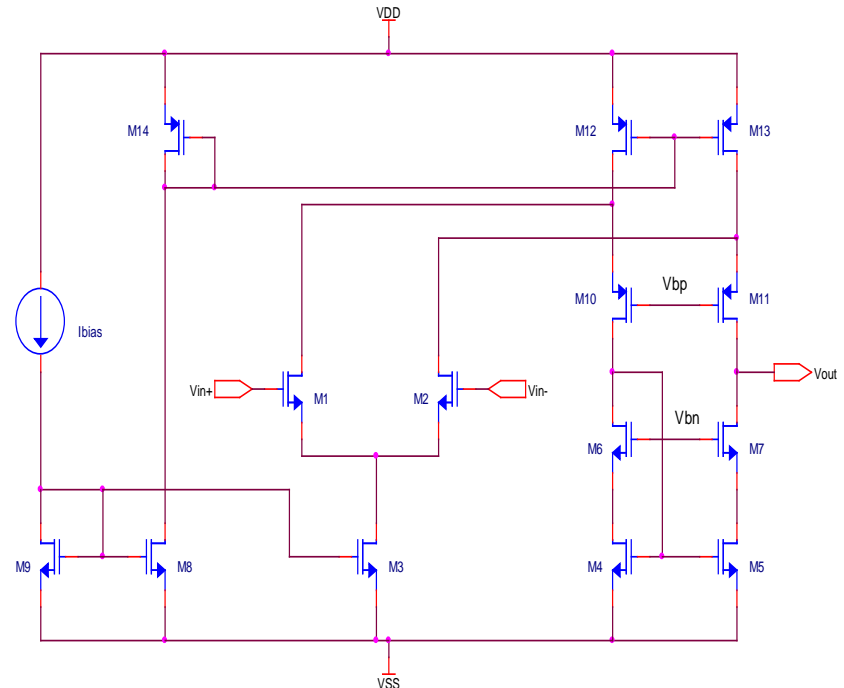 VDD
M14
M12
M13
M10
Vbp
M11
Ibias
Vin+
M1
M2
Vin-
Vout
M6
Vbn
M7
M9
M8
M3
M4
M5
VSS